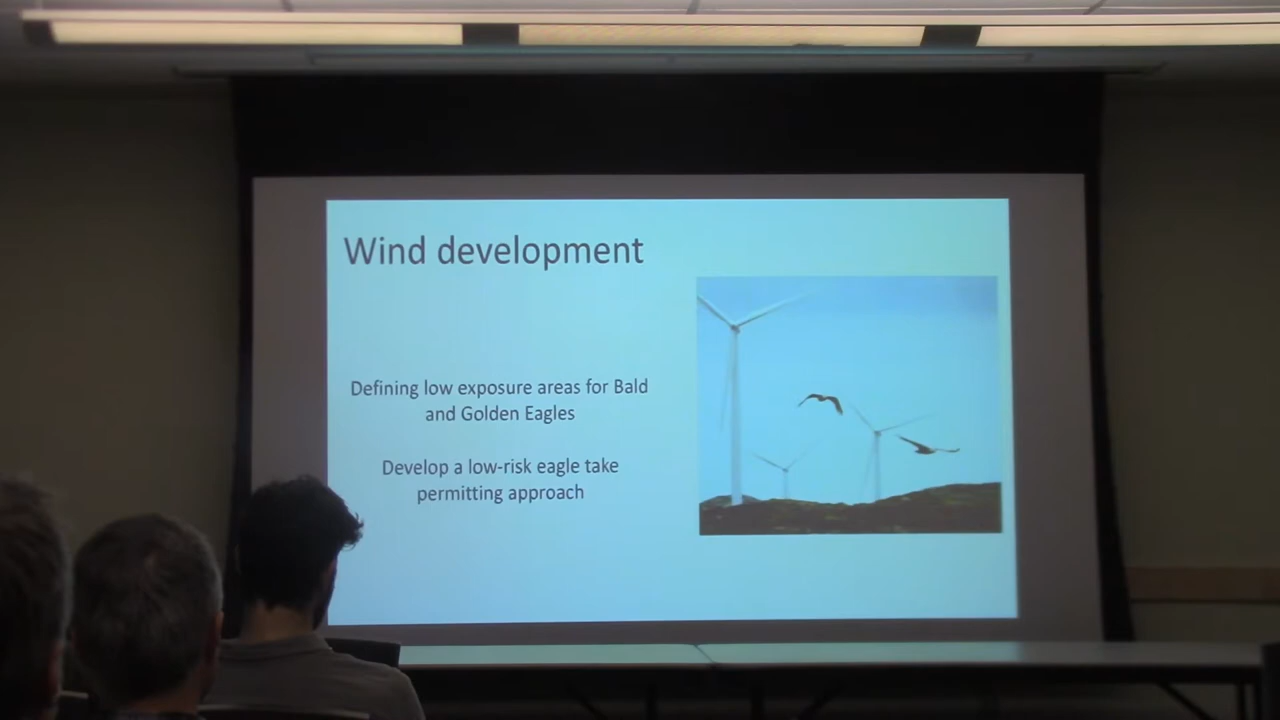 Wind development
Defining low exposure areas for Bald
and Golden Eagles
Develop a low-risk eagle take
permitting approach